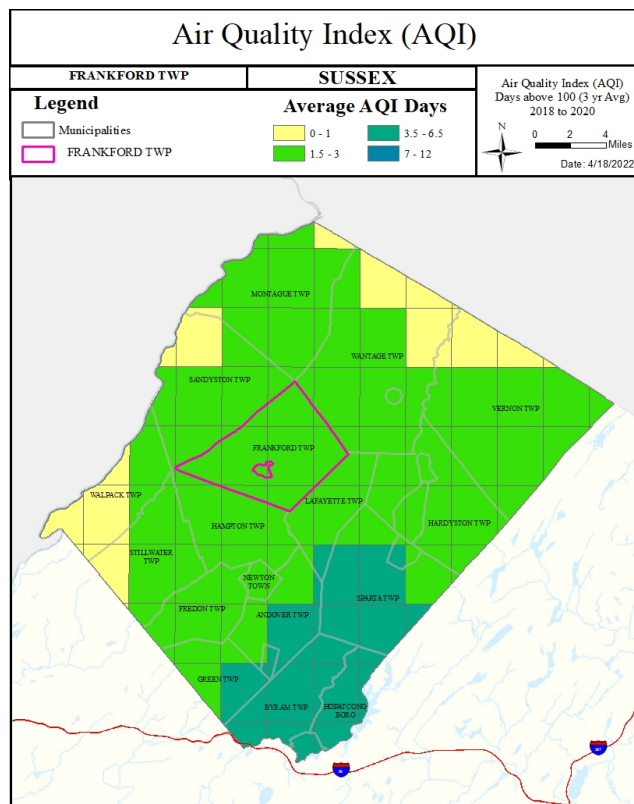 Air Quality Index (AQI)
FRANKFORD TWP
SUSSEX
Legend
Municipalities
FRANKFORD TWP
Average AQI Days
0 - 1
3.5 - 6.5
1.5 - 3
7 - 12
Air Quality Index (AQI)
Days above 100 (3 yr Avg)
2018 to 2020
N
0 2 4
Miles
Date: 4/18/2022
MONTAGUE TWP
WANTAGE TWP
SANDYSTON TWP
VERNON TWP
FRANKFORD TWP
WALPACK TWP
LAFAYETTE TWP
HAMPTON TWP
HARDYSTON TWP
STILLWATER
TWP
NEWTON
TOWN
SPARTA TWP
FREDON TWP
ANDOVER TWP
GREEN TWP
BYRAM TWP
HOPATCONG
BORO
80